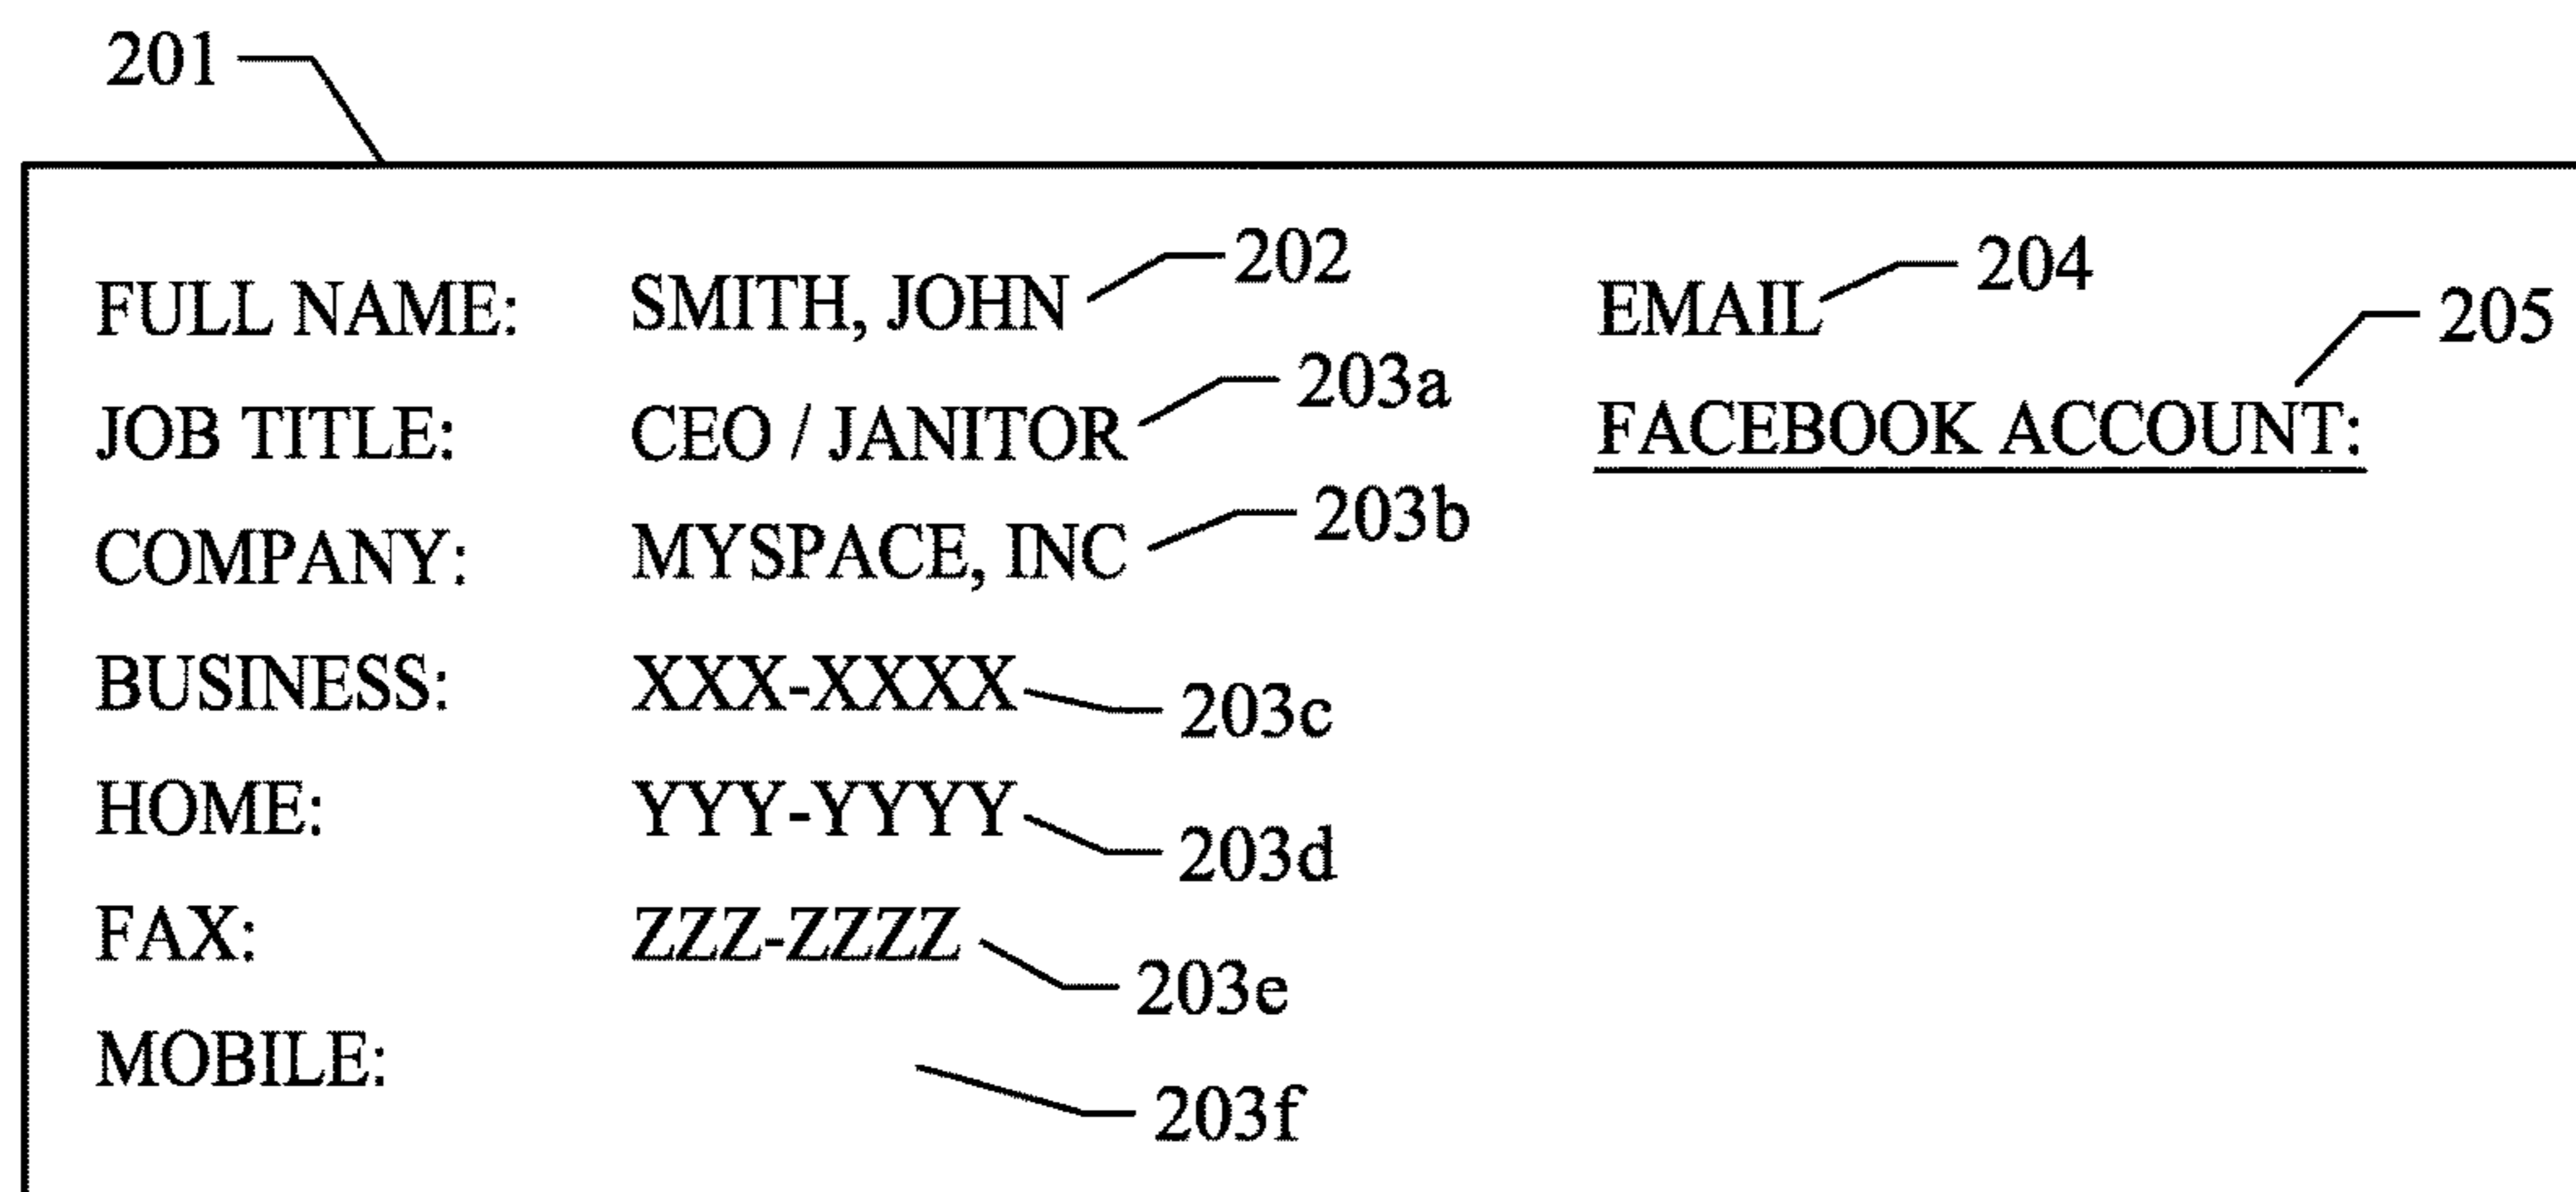 201
FULL NAME: SMITH, JOHN 202 EMAIL 204
JOB TITLE: CEO / JANITOR 203a FACEBOOK ACCOUNT: 205
COMPANY: MYSPACE, INC 203b
BUSINESS: XXX-XXXX 203c
HOME: YYY-YYYY 203d
FAX: ZZZ-ZZZZ 203e
MOBILE: 203f